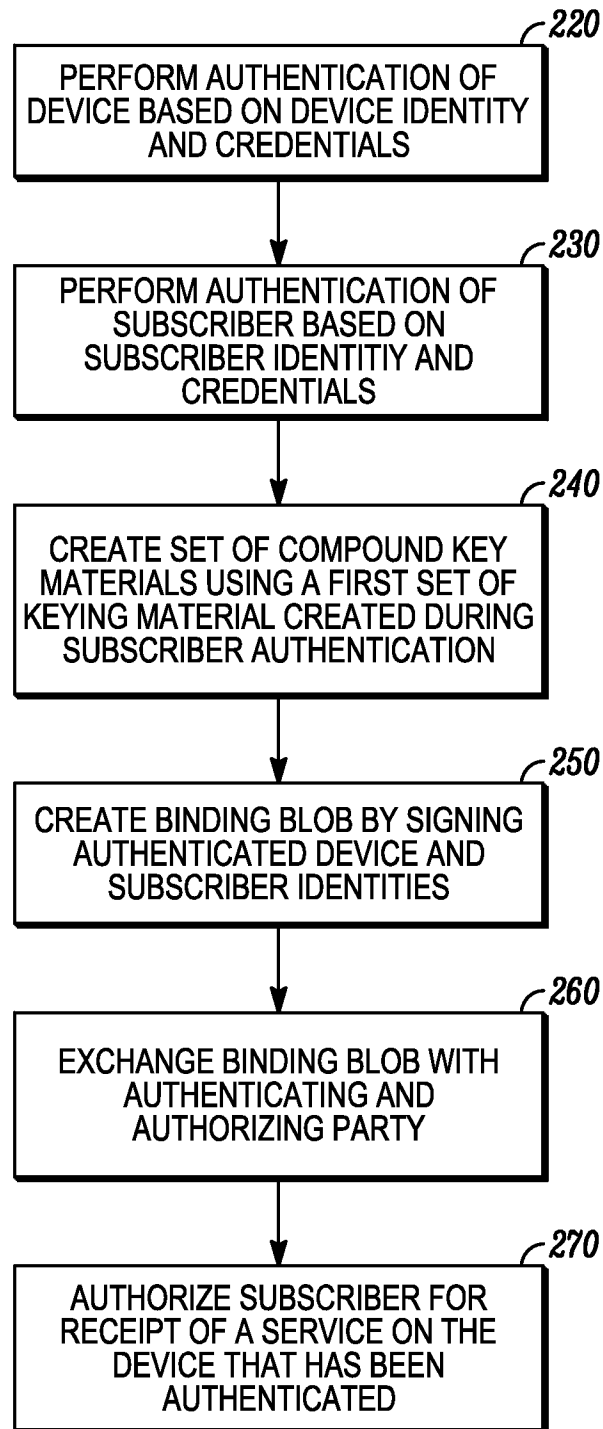 220
PERFORM AUTHENTICATION OF
DEVICE BASED ON DEVICE IDENTITY
AND CREDENTIALS
230
PERFORM AUTHENTICATION OF
SUBSCRIBER BASED ON
SUBSCRIBER IDENTITIY AND
CREDENTIALS
240
CREATE SET OF COMPOUND KEY
MATERIALS USING A FIRST SET OF
KEYING MATERIAL CREATED DURING
SUBSCRIBER AUTHENTICATION
250
CREATE BINDING BLOB BY SIGNING
AUTHENTICATED DEVICE AND
SUBSCRIBER IDENTITIES
260
EXCHANGE BINDING BLOB WITH
AUTHENTICATING AND
AUTHORIZING PARTY
270
AUTHORIZE SUBSCRIBER FOR
RECEIPT OF A SERVICE ON THE
DEVICE THAT HAS BEEN
AUTHENTICATED